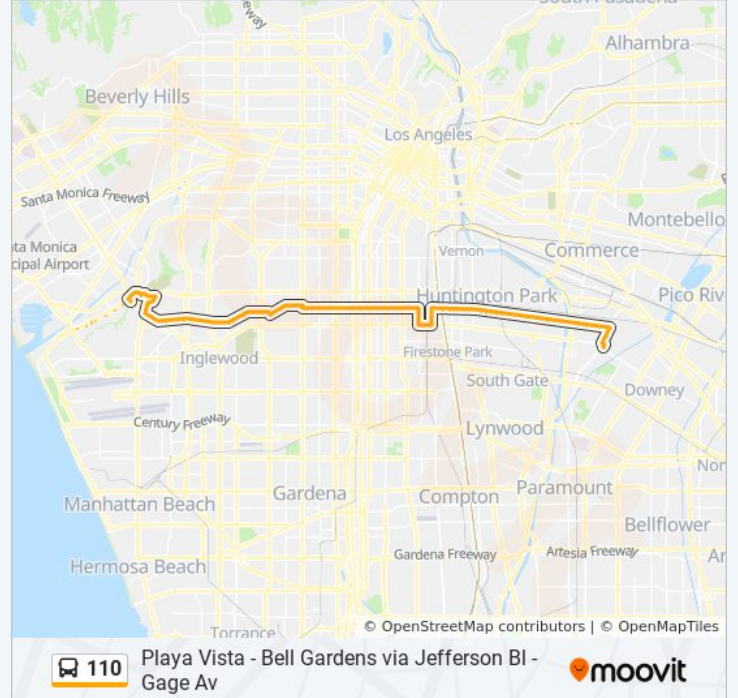 South Pasadena
Freeway
Alhambra
Beverly Hills
Los Angeles
Santa Monica Freeway
Montebello
ta Monica
cipal Airport
Vernon
Commerce
Huntington Park
Pico Riv
Inglewood
Firestone Park
South Gate
Downey
Century Freeway
Lynwood
Nor
Manhattan Beach
Gardena
Compton
Paramount
Bellflower
Gardena Freeway
Artesia Freeway
Ar
Hermosa Beach
Torrance
© OpenStreetMap contributors | © OpenMapTiles
110
Playa Vista - Bell Gardens via Jefferson Bl -
Gage Av
moovit